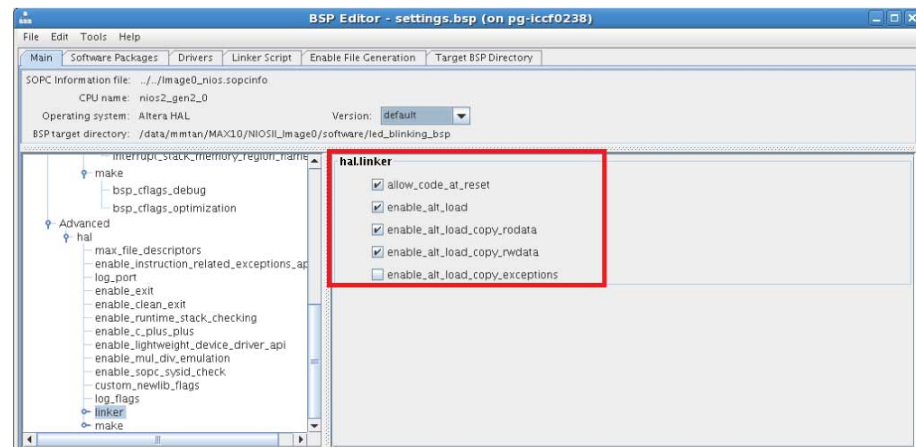 BSP Editor - settings.bsp (on pg-iccf0238)
File Edit Tools Help
Main Software Packages Drivers Linker Script Enable File Generation Target BSP Directory
SOPC Information file: ../../Image0_nios.sopcinfo
CPU name: nios2_gen2_0
Operating system: Altera HAL Version: default
BSP target directory: /data/mmtan/MAX10/NIOSII_Image0/software/led_blinking_bsp
interrupt_stack_memory_region_name
make
bsp_cflags_debug
bsp_cflags_optimization
Advanced
hal
max_file_descriptors
enable_instruction_related_exceptions_ap
log_port
enable_exit
enable_clean_exit
enable_runtime_stack_checking
enable_c_plus_plus
enable_lightweight_device_driver_api
enable_mul_div_emulation
enable_sopc_sysid_check
custom_newlib_flags
log_flags
linker
make
hal.linker
allow_code_at_reset
enable_alt_load
enable_alt_load_copy_rodata
enable_alt_load_copy_rwdata
enable_alt_load_copy_exceptions